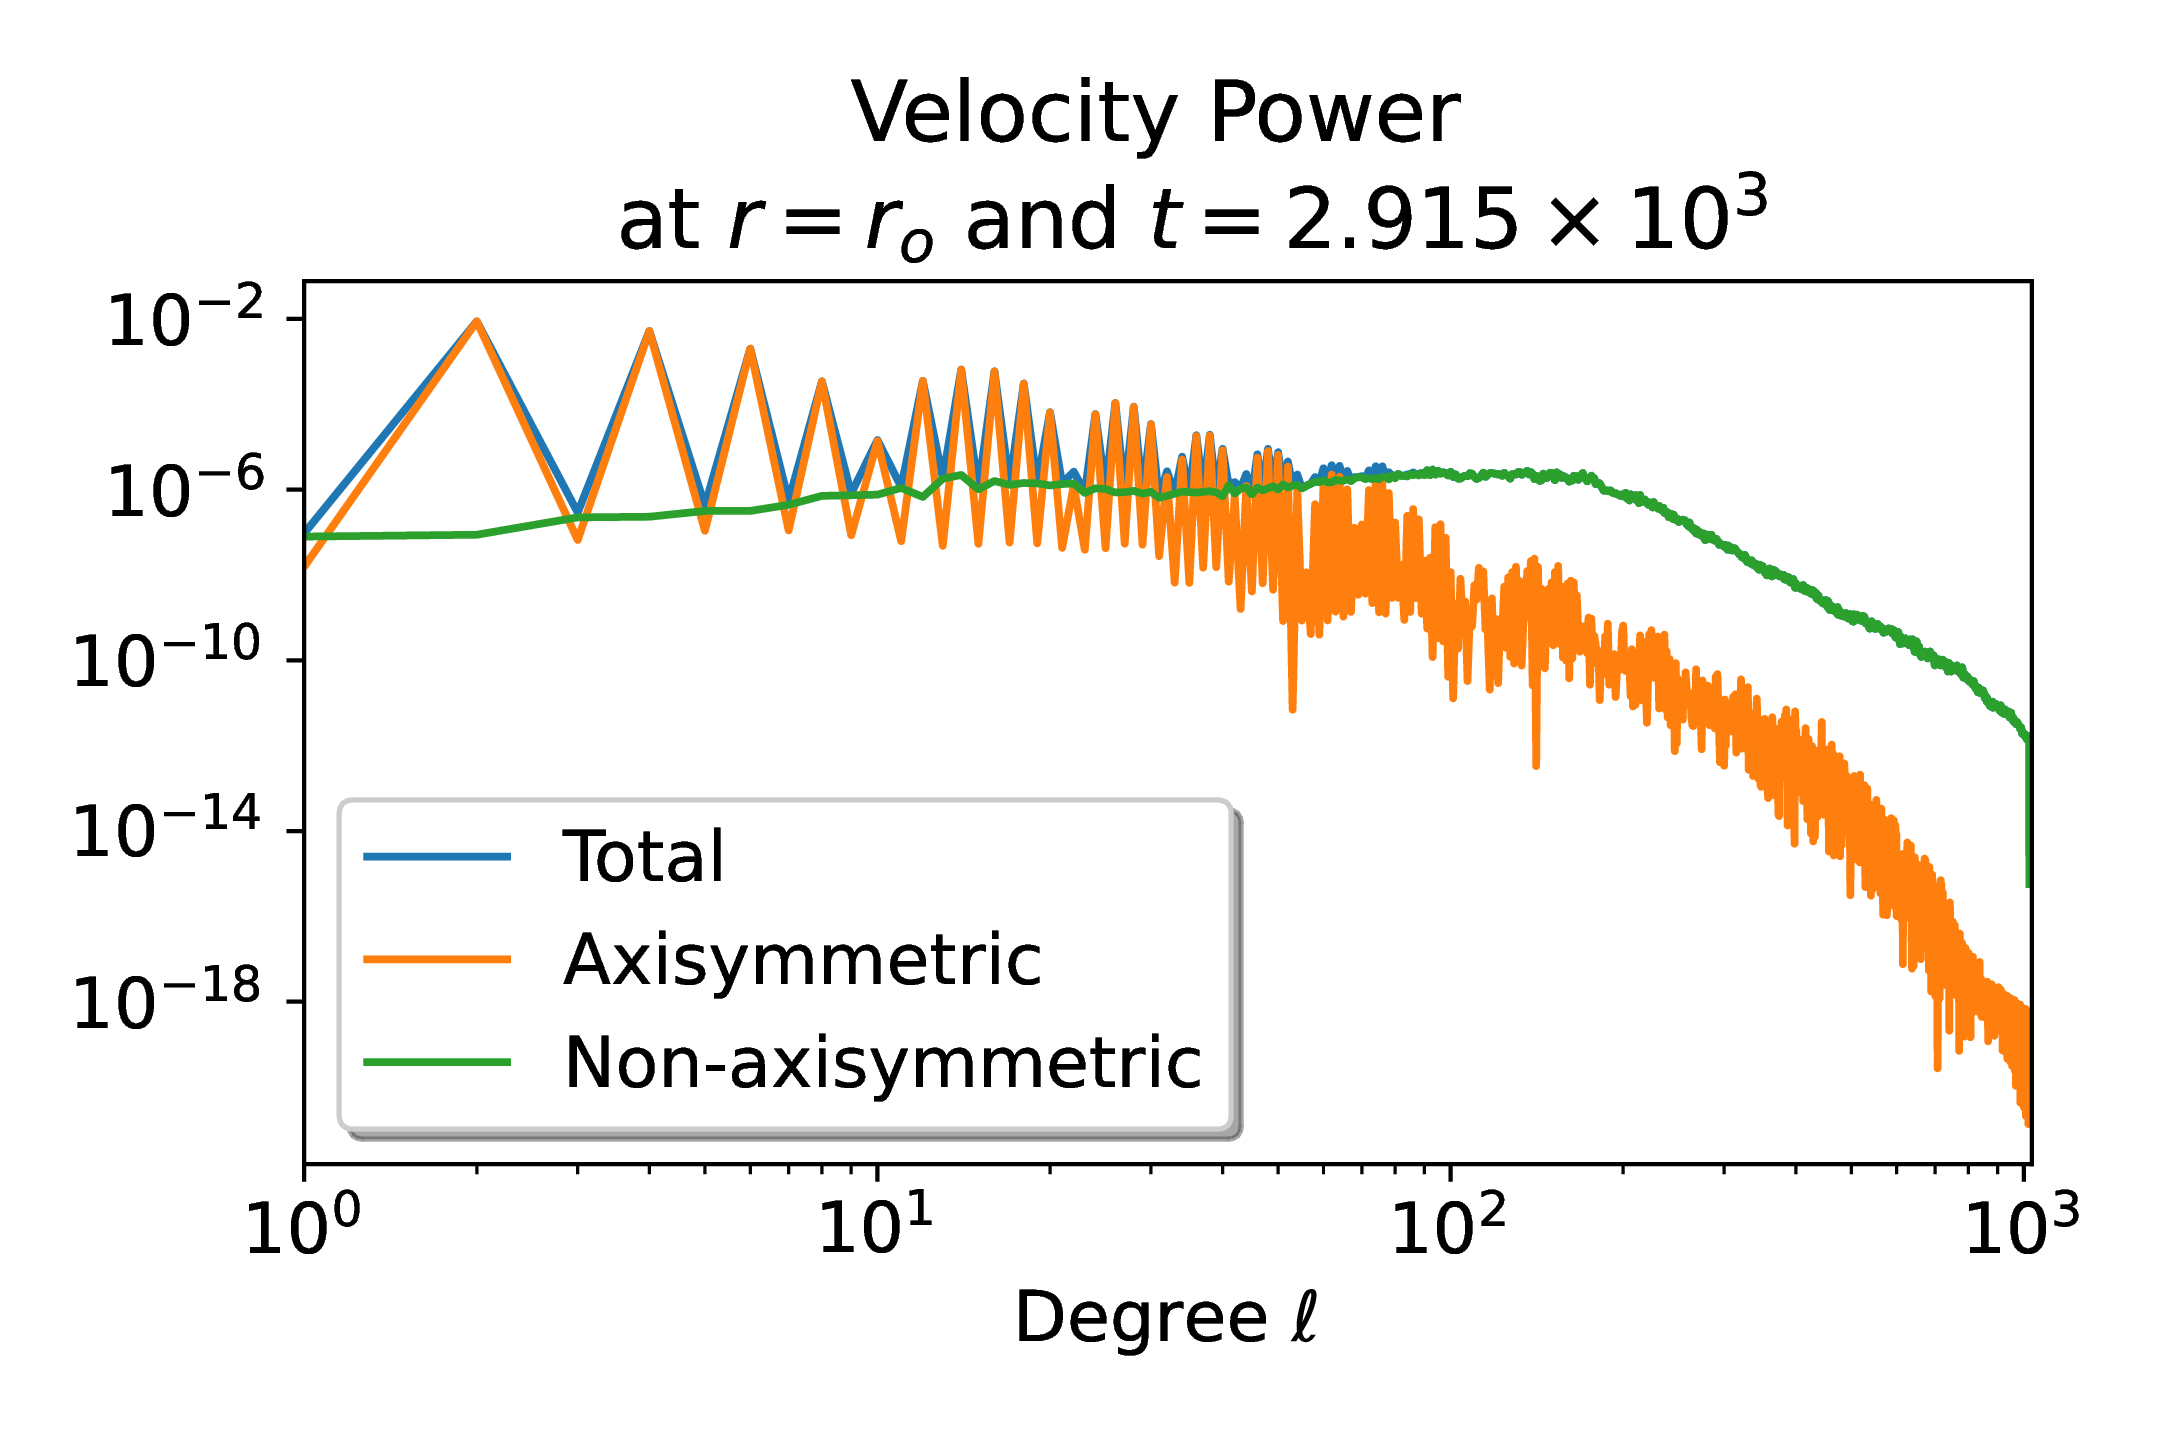 Velocity Power
at r = r_o and t = 2.915 × 10^3
10^−2
10^−6
10^−10
10^−14
10^−18
Total
Axisymmetric
Non-axisymmetric
10^0 10^1 10^2 10^3
Degree ℓ